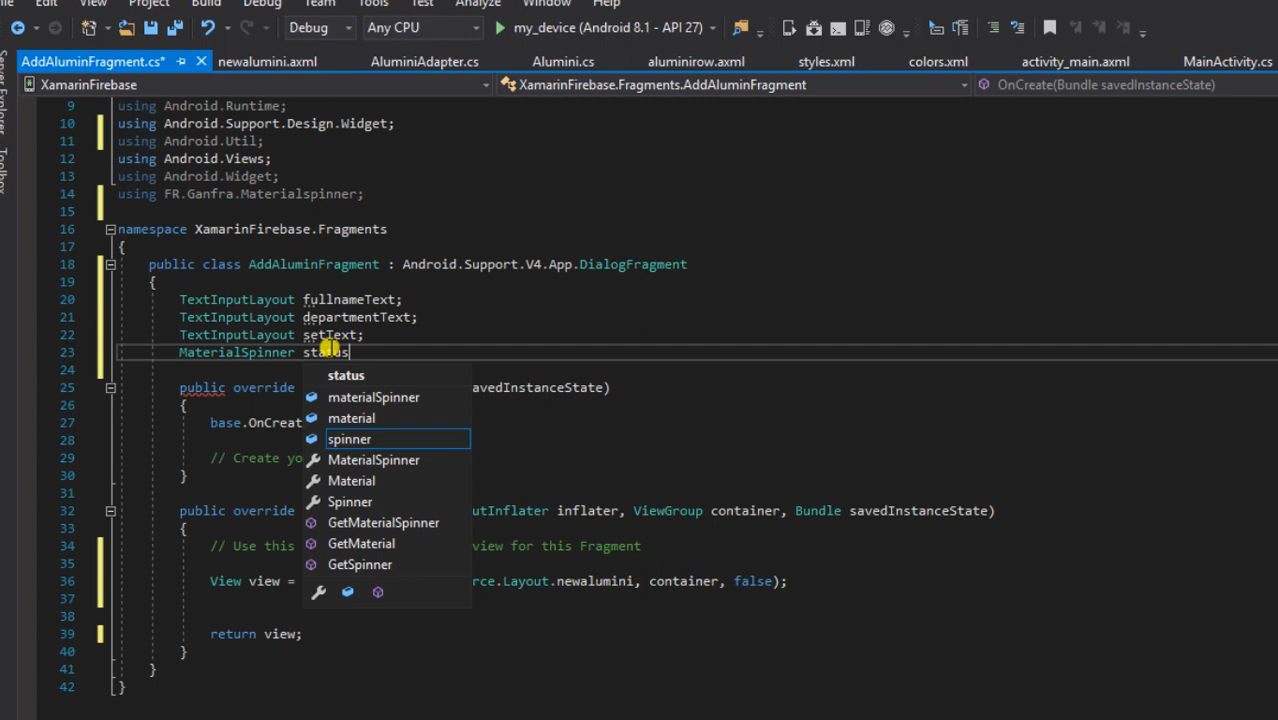 File Edit View Project Build Debug Team Tools Test Analyze Window Help
Debug Any CPU my_device (Android 8.1 - API 27)
AddAluminFragment.cs* newalumini.axml AluminiAdapter.cs Alumini.cs aluminirow.axml styles.xml colors.xml activity_main.axml MainActivity.cs
XamarinFirebase XamarinFirebase.Fragments.AddAluminFragment OnCreate(Bundle savedInstanceState)
Server Explorer
Toolbox
9 using Android.Runtime;
10 using Android.Support.Design.Widget;
11 using Android.Util;
12 using Android.Views;
13 using Android.Widget;
14 using FR.Ganfra.Materialspinner;
15
16 namespace XamarinFirebase.Fragments
17 {
18 public class AddAluminFragment : Android.Support.V4.App.DialogFragment
19 {
20 TextInputLayout fullnameText;
21 TextInputLayout departmentText;
22 TextInputLayout setText;
23 MaterialSpinner status
24
25 public override avedInstanceState)
26 {
27 base.OnCreat
28
29 // Create yo
30 }
31
32 public override utInflater inflater, ViewGroup container, Bundle savedInstanceState)
33 {
34 // Use this view for this Fragment
35
36 View view = rce.Layout.newalumini, container, false);
37
38
39 return view;
40 }
41 }
42 }
status
materialSpinner
material
spinner
MaterialSpinner
Material
Spinner
GetMaterialSpinner
GetMaterial
GetSpinner